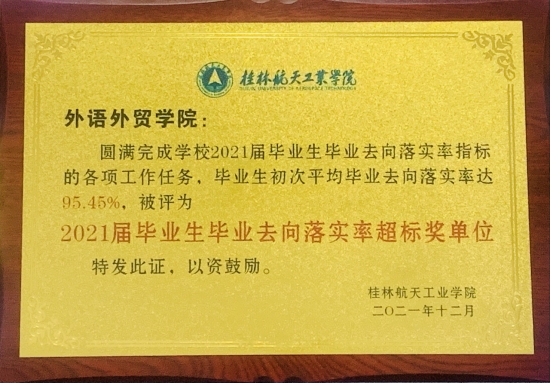 桂林航天工業學院
GUILIN UNIVERSITY OF AEROSPACE TECHNOLOGY
外语外贸学院：
圆满完成学校2021届毕业生毕业去向落实率指标
的各项工作任务，毕业生初次平均毕业去向落实率达
95.45%，被评为
2021届毕业生毕业去向落实率超标奖单位
特发此证，以资鼓励。
桂林航天工业学院
二〇二一年十二月